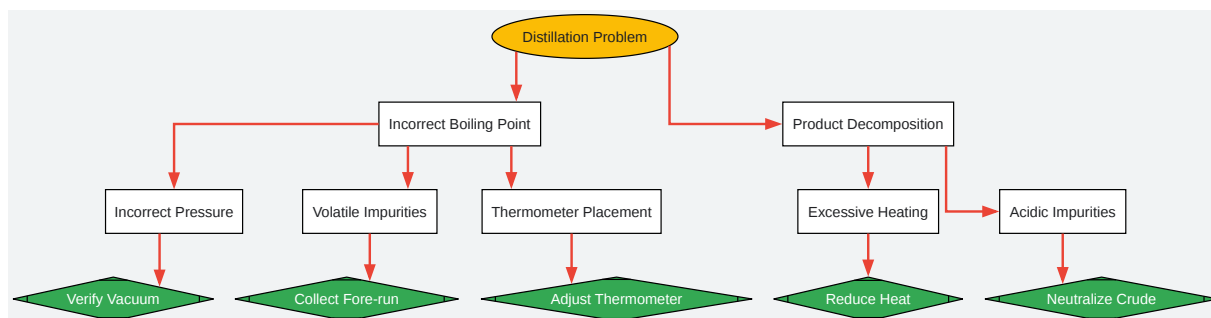 Distillation Problem
Incorrect Boiling Point
Product Decomposition
Incorrect Pressure
Volatile Impurities
Thermometer Placement
Excessive Heating
Acidic Impurities
Verify Vacuum
Collect Fore-run
Adjust Thermometer
Reduce Heat
Neutralize Crude